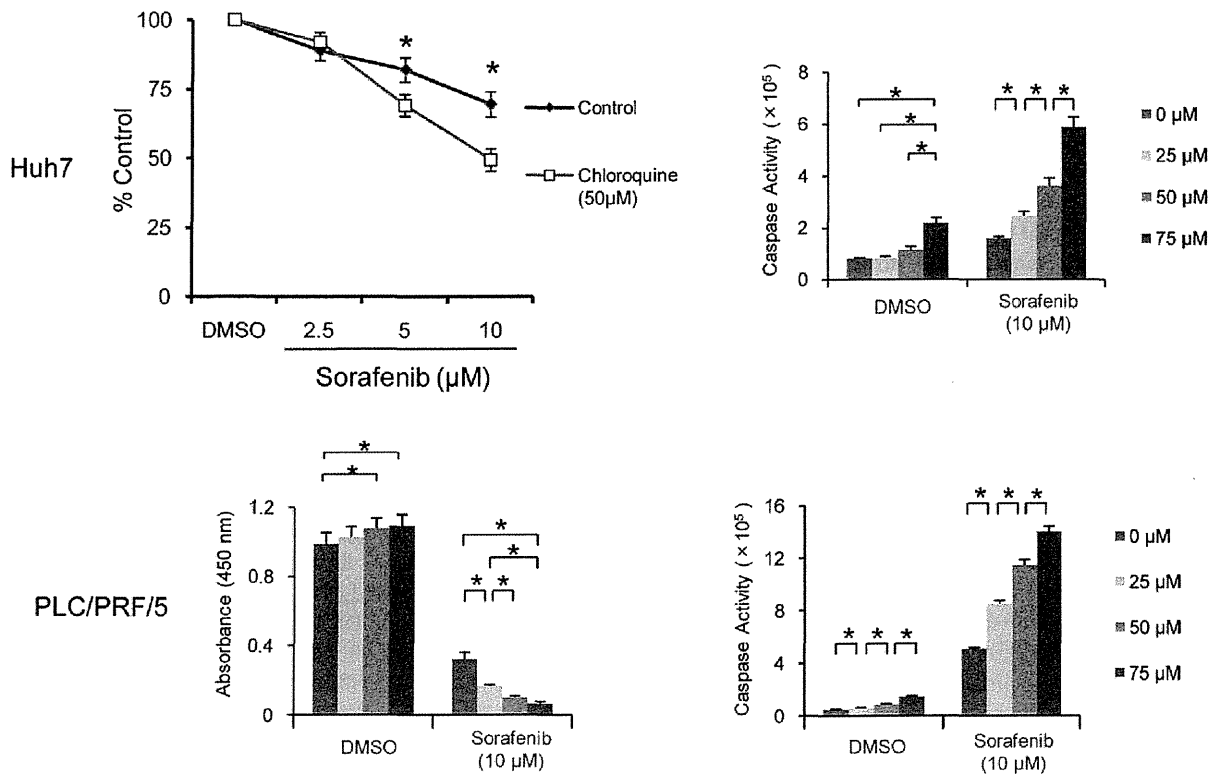 Huh7
% Control
100
75
50
25
0
*
*
Control
Chloroquine
(50μM)
DMSO
2.5
5
10
Sorafenib (μM)
Caspase Activity (×10⁵)
8
6
4
2
0
*
*
*
* * *
DMSO
Sorafenib
(10 μM)
0 μM
25 μM
50 μM
75 μM
PLC/PRF/5
Absorbance (450 nm)
1.2
0.8
0.4
0
*
*
*
*
* *
DMSO
Sorafenib
(10 μM)
Caspase Activity (×10⁵)
16
12
8
4
0
* * *
* * *
DMSO
Sorafenib
(10 μM)
0 μM
25 μM
50 μM
75 μM